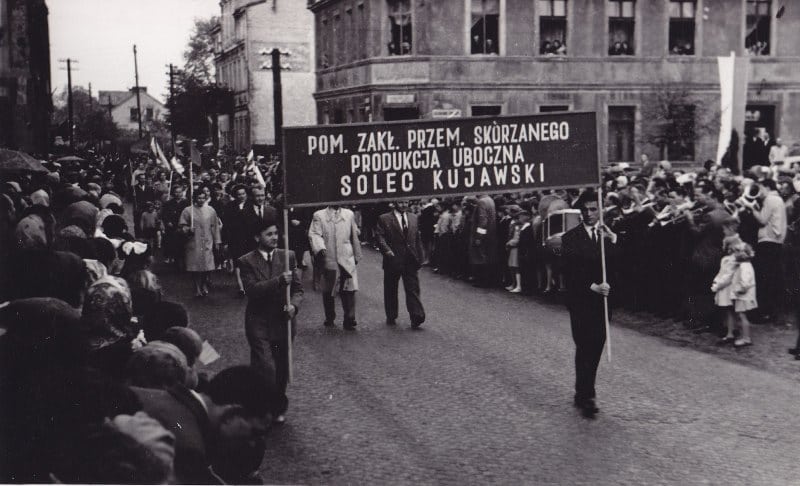 POM. ZAKŁ. PRZEM. SKÓRZANEGO
PRODUKCJA UBOCZNA
SOLEC KUJAWSKI